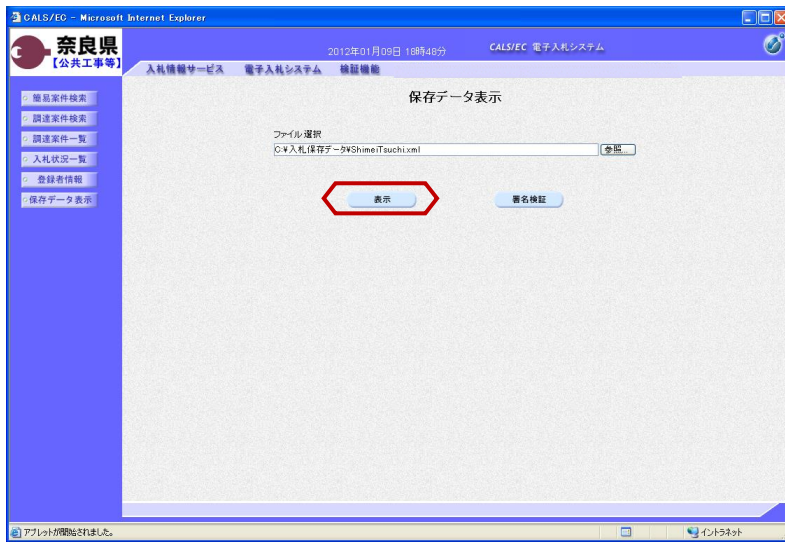 CALS/EC - Microsoft Internet Explorer
奈良県
【公共工事等】
2012年01月09日 18時48分
CALS/EC 電子入札システム
入札情報サービス 電子入札システム 検証機能
簡易案件検索
調達案件検索
調達案件一覧
入札状況一覧
登録者情報
保存データ表示
保存データ表示
ファイル選択
C:¥入札保存データ¥ShimeiTsuchi.xml
参照...
表示
署名検証
アプレットが開始されました。
イントラネット